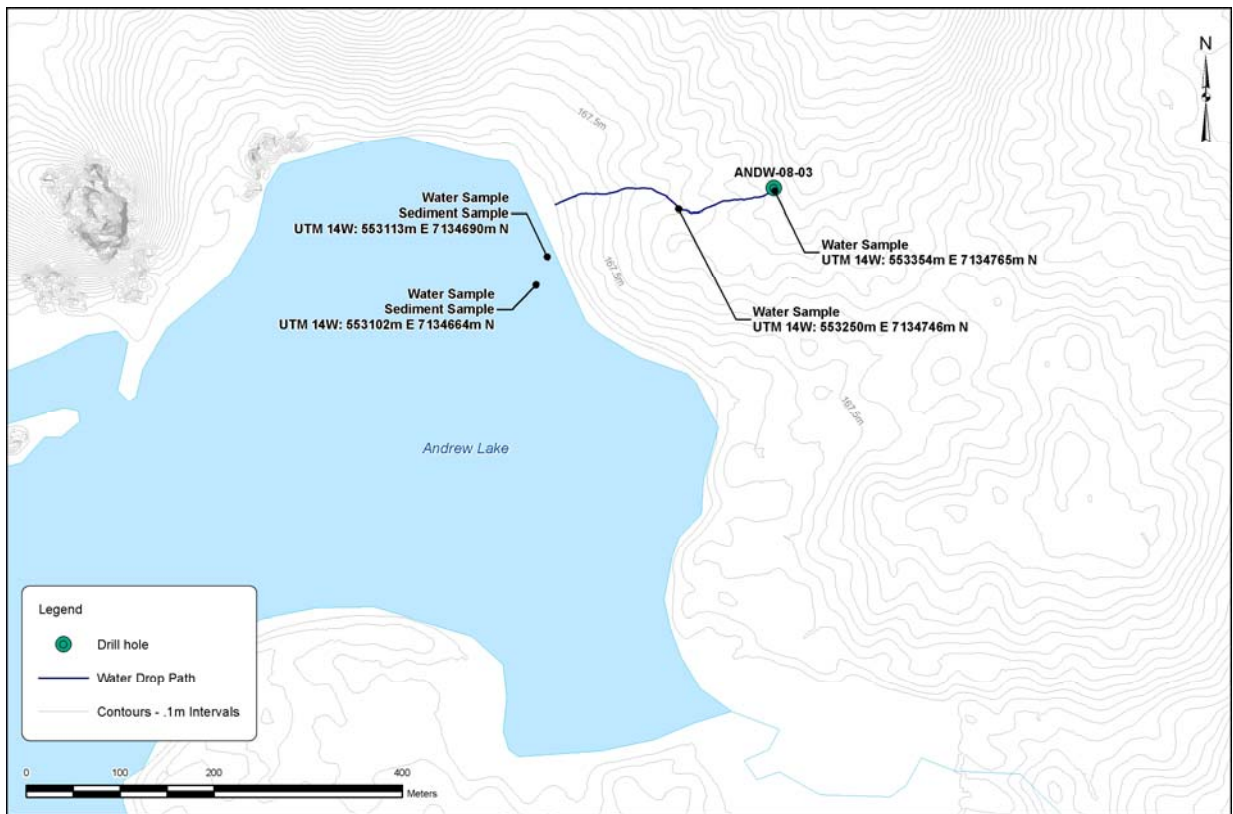 N
167.5m
ANDW-08-03
Water Sample
Sediment Sample
UTM 14W: 553113m E 7134690m N
Water Sample
UTM 14W: 553354m E 7134765m N
167.5m
Water Sample
Sediment Sample
UTM 14W: 553102m E 7134664m N
Water Sample
UTM 14W: 553250m E 7134746m N
167.5m
Andrew Lake
Legend
Drill hole
Water Drop Path
Contours - .1m Intervals
0 100 200 400
Meters